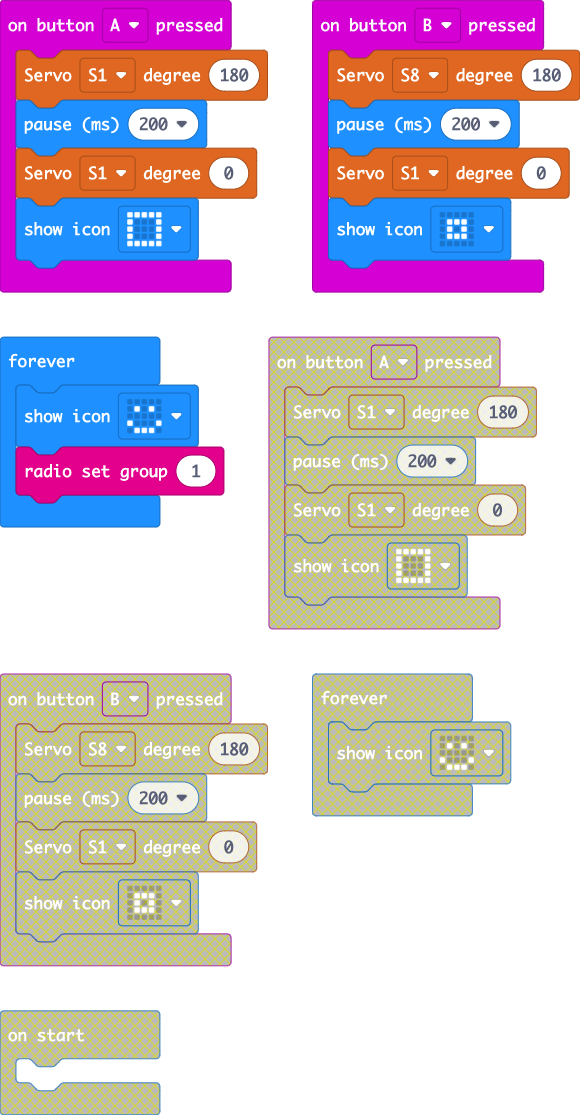 on button A pressed
Servo S1 degree 180
pause (ms) 200
Servo S1 degree 0
show icon
on button B pressed
Servo S8 degree 180
pause (ms) 200
Servo S1 degree 0
show icon
forever
show icon
radio set group 1
on button A pressed
Servo S1 degree 180
pause (ms) 200
Servo S1 degree 0
show icon
on button B pressed
Servo S8 degree 180
pause (ms) 200
Servo S1 degree 0
show icon
forever
show icon
on start